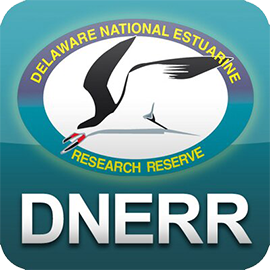 DELAWARE NATIONAL ESTUARINE
RESEARCH RESERVE
DNERR